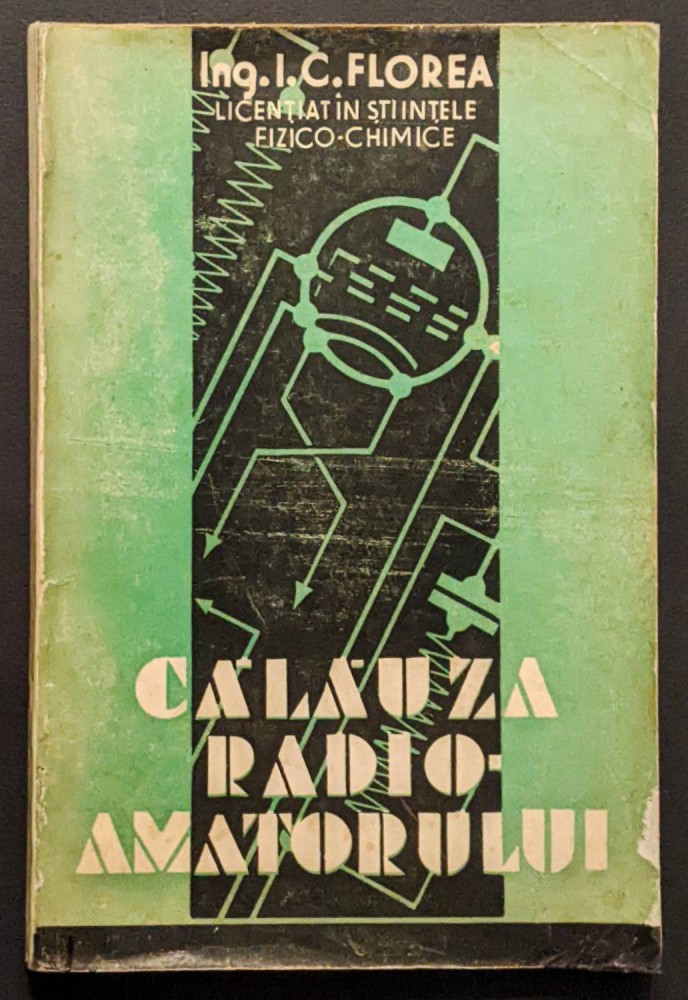 Ing. I. C. FLOREA
LICENȚIAT ÎN ȘTIINȚELE
FIZICO-CHIMICE
CĂLĂUZA
RADIO-
AMATORULUI